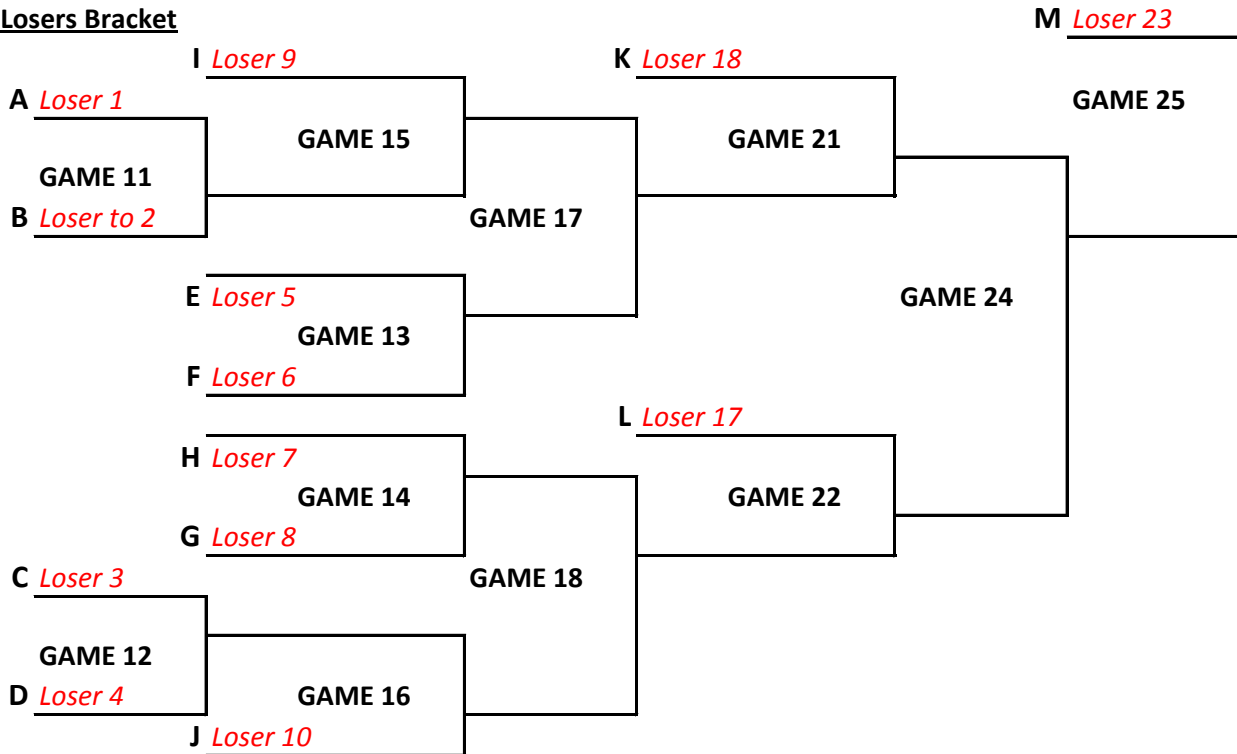 Losers Bracket
M Loser 23
I Loser 9
K Loser 18
A Loser 1
GAME 25
GAME 15
GAME 21
GAME 11
B Loser to 2
GAME 17
E Loser 5
GAME 24
GAME 13
F Loser 6
L Loser 17
H Loser 7
GAME 14
GAME 22
G Loser 8
C Loser 3
GAME 18
GAME 12
D Loser 4
GAME 16
J Loser 10